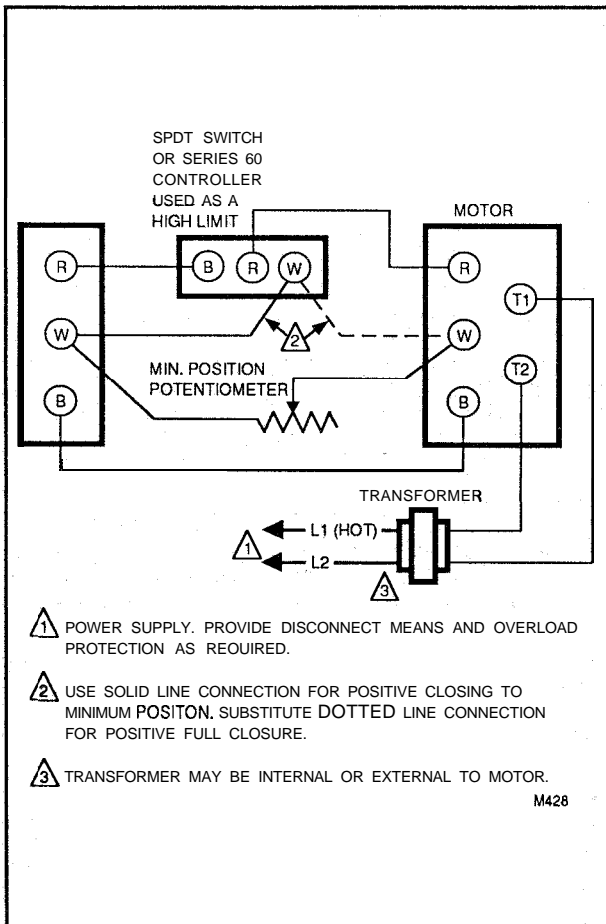 SPDT SWITCH
OR SERIES 60
CONTROLLER
USED AS A
HIGH LIMIT
MOTOR
R
B
R
W
R
T1
W
2
W
MIN. POSITION
POTENTIOMETER
T2
B
B
TRANSFORMER
1
L1 (HOT)
L2
3
1 POWER SUPPLY. PROVIDE DISCONNECT MEANS AND OVERLOAD
PROTECTION AS REQUIRED.
2 USE SOLID LINE CONNECTION FOR POSITIVE CLOSING TO
MINIMUM POSITON. SUBSTITUTE DOTTED LINE CONNECTION
FOR POSITIVE FULL CLOSURE.
3 TRANSFORMER MAY BE INTERNAL OR EXTERNAL TO MOTOR.
M428